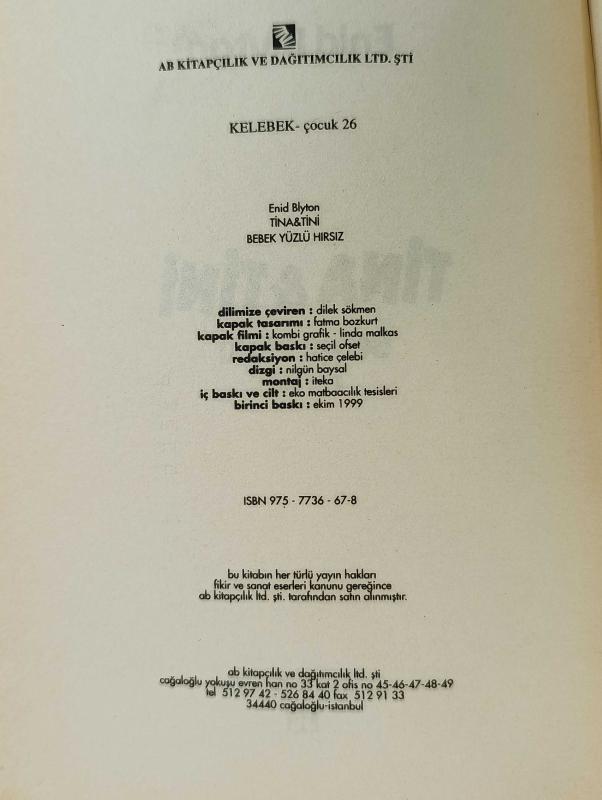 AB KİTAPÇILIK VE DAĞITIMCILIK LTD. ŞTİ
KELEBEK- çocuk 26
Enid Blyton
TİNA&TİNİ
BEBEK YÜZLÜ HIRSIZ
dilimize çeviren : dilek sökmen
kapak tasarımı : fatma bozkurt
kapak filmi : kombi grafik - linda malkas
kapak baskı : seçil ofset
redaksiyon : hatice çelebi
dizgi : nilgün baysal
montaj : iteka
iç baskı ve cilt : eko matbaacılık tesisleri
birinci baskı : ekim 1999
ISBN 975 - 7736 - 67-8
bu kitabın her türlü yayın hakları
fikir ve sanat eserleri kanunu gereğince
ab kitapçılık ltd. şti. tarafından satın alınmıştır.
ab kitapçılık ve dağıtımcılık ltd. şti
cağaloğlu yokuşu evren han no 33 kat 2 ofis no 45-46-47-48-49
tel 512 97 42 - 526 84 40 fax 512 91 33
34440 cağaloğlu-istanbul